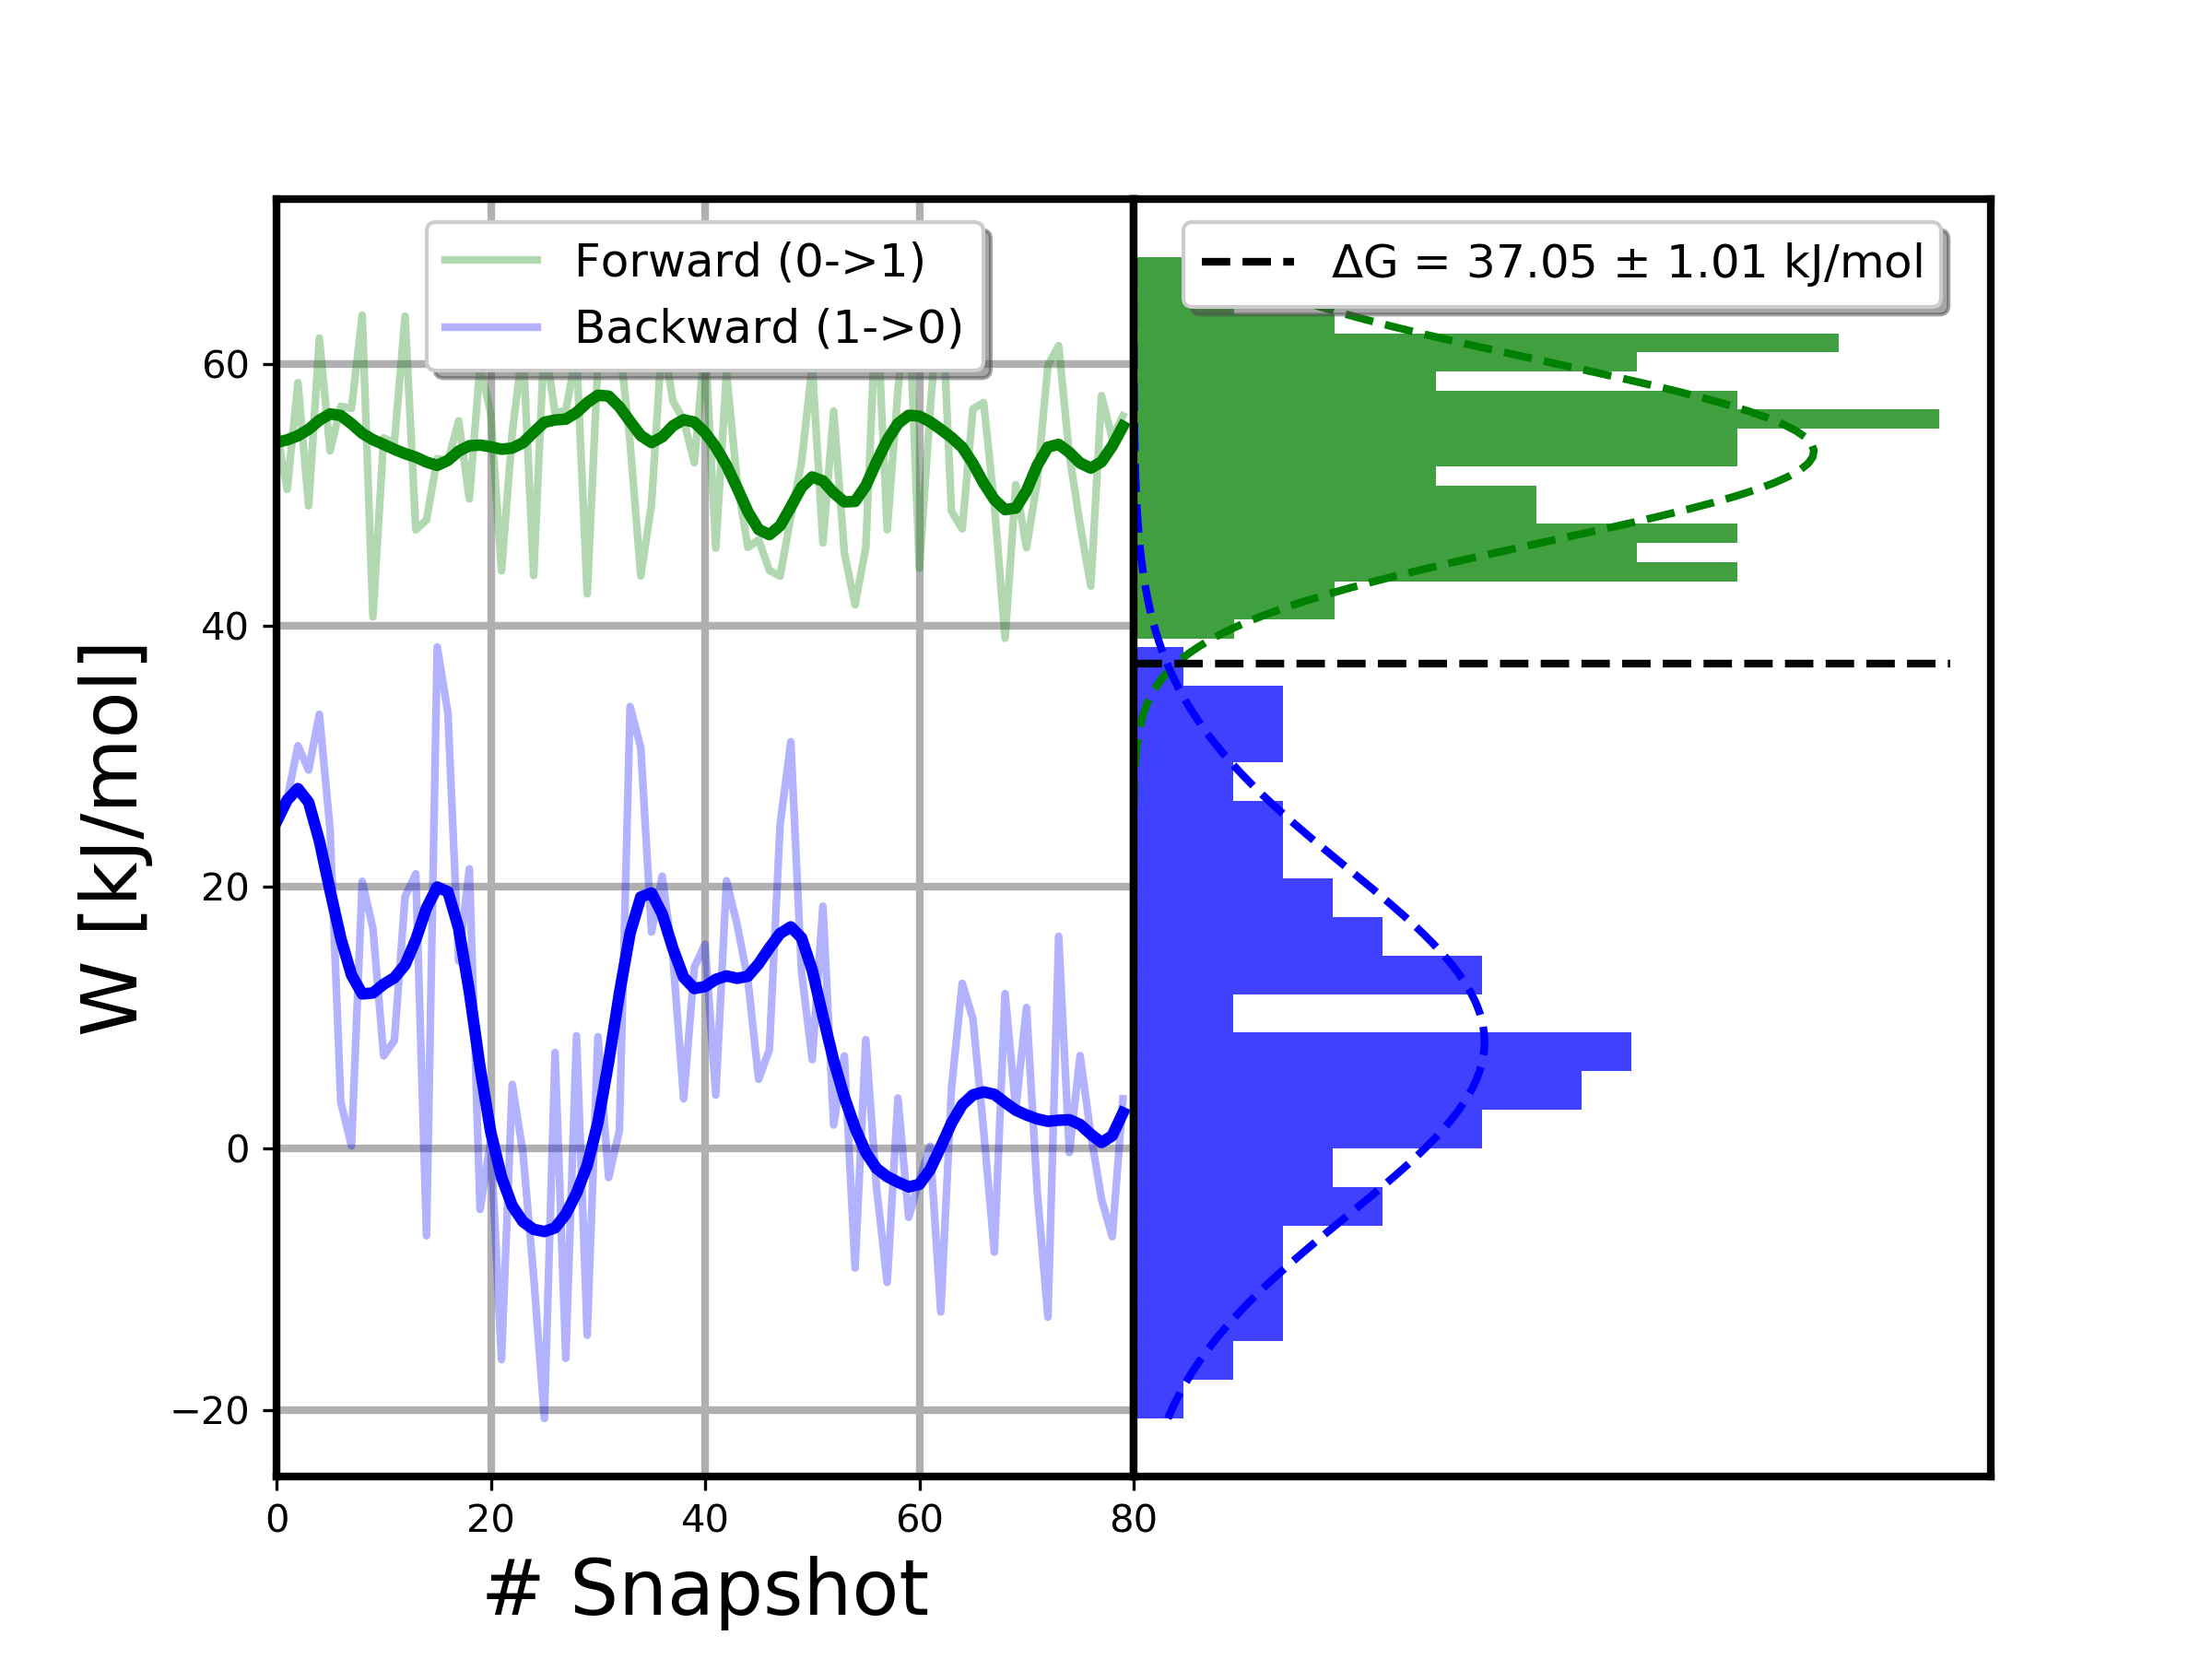 Forward (0->1)
Backward (1->0)
ΔG = 37.05 ± 1.01 kJ/mol
W [kJ/mol]
60
40
20
0
−20
0 20 40 60 80
# Snapshot